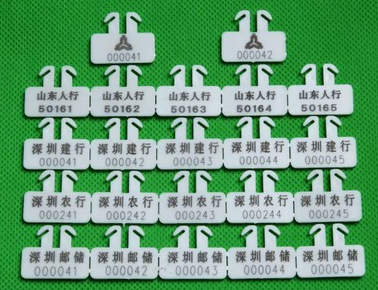 000041 000042
山东人行 山东人行 山东人行 山东人行 山东人行
50161 50162 50163 50164 50165
深圳建行 深圳建行 深圳建行 深圳建行 深圳建行
000041 000042 000043 000044 000045
深圳农行 深圳农行 深圳农行 深圳农行 深圳农行
000241 000242 000243 000244 000245
深圳邮储 深圳邮储 深圳邮储 深圳邮储 深圳邮储
000041 000042 000043 000044 000045